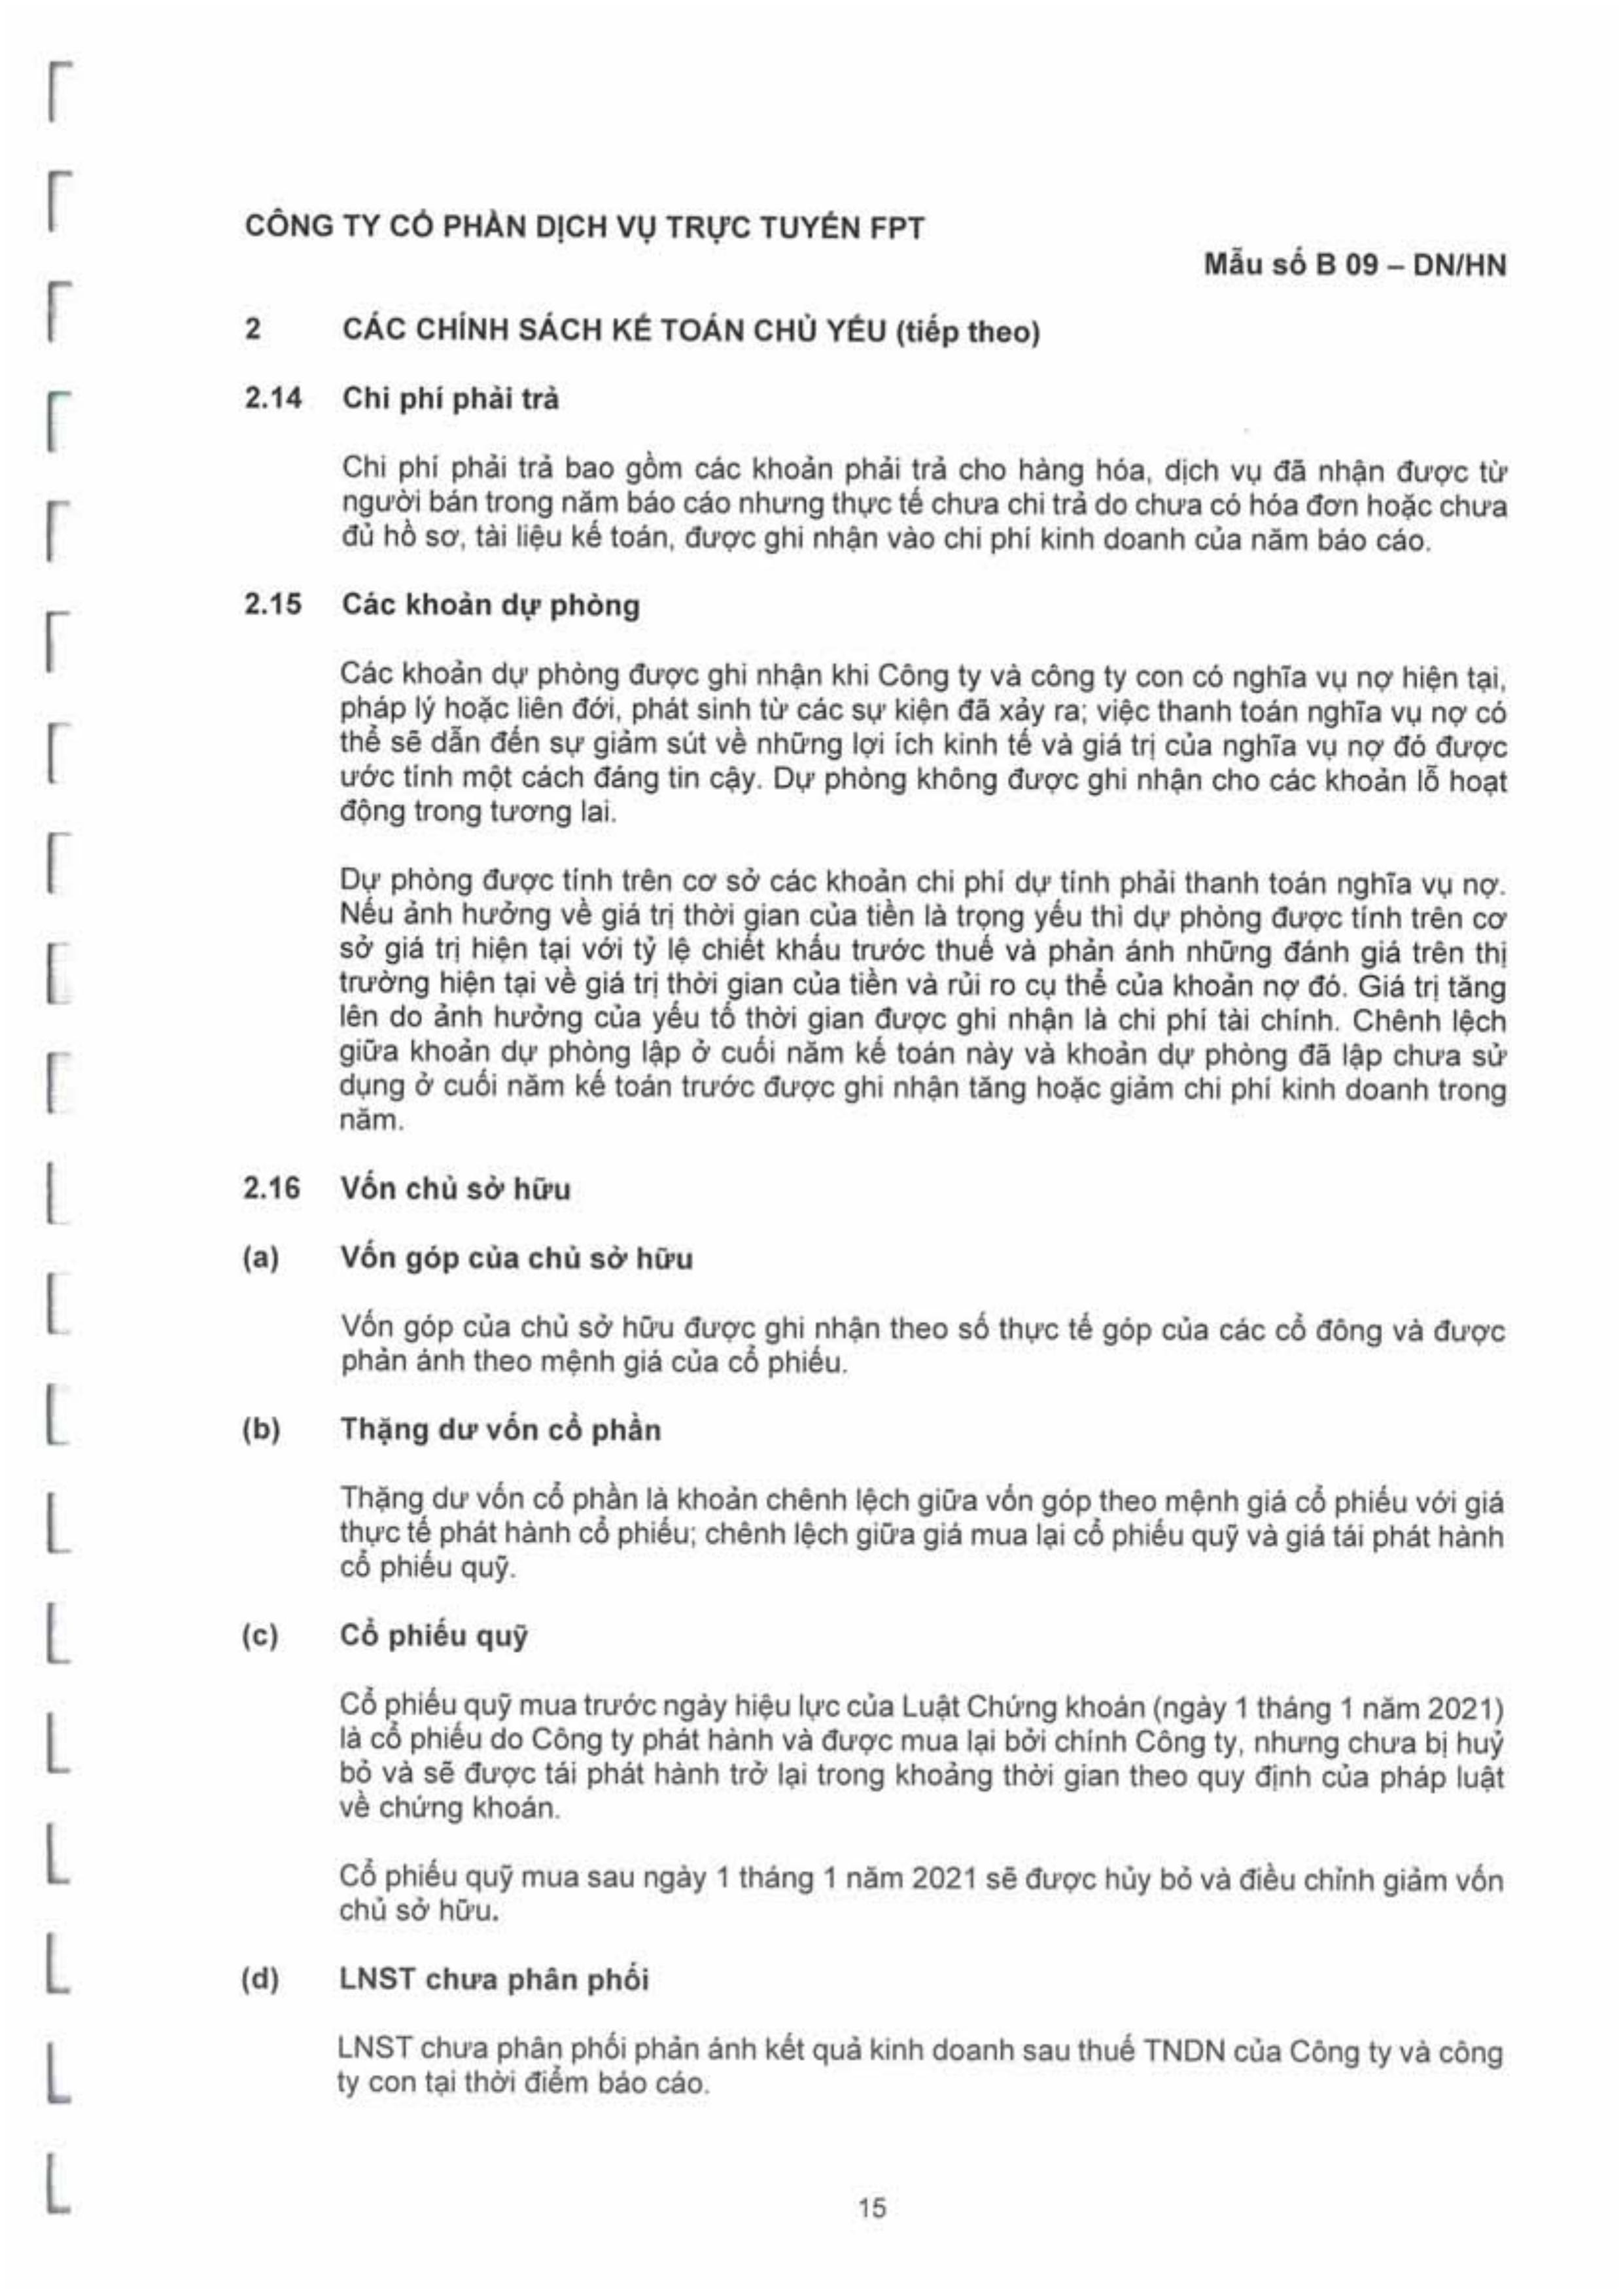 CÔNG TY CỔ PHẦN DỊCH VỤ TRỰC TUYẾN FPT
Mẫu số B 09 – DN/HN
2 CÁC CHÍNH SÁCH KẾ TOÁN CHỦ YẾU (tiếp theo)
2.14 Chi phí phải trả
Chi phí phải trả bao gồm các khoản phải trả cho hàng hóa, dịch vụ đã nhận được từ
người bán trong năm báo cáo nhưng thực tế chưa chi trả do chưa có hóa đơn hoặc chưa
đủ hồ sơ, tài liệu kế toán, được ghi nhận vào chi phí kinh doanh của năm báo cáo.
2.15 Các khoản dự phòng
Các khoản dự phòng được ghi nhận khi Công ty và công ty con có nghĩa vụ nợ hiện tại,
pháp lý hoặc liên đới, phát sinh từ các sự kiện đã xảy ra; việc thanh toán nghĩa vụ nợ có
thể sẽ dẫn đến sự giảm sút về những lợi ích kinh tế và giá trị của nghĩa vụ nợ đó được
ước tính một cách đáng tin cậy. Dự phòng không được ghi nhận cho các khoản lỗ hoạt
động trong tương lai.
Dự phòng được tính trên cơ sở các khoản chi phí dự tính phải thanh toán nghĩa vụ nợ.
Nếu ảnh hưởng về giá trị thời gian của tiền là trọng yếu thì dự phòng được tính trên cơ
sở giá trị hiện tại với tỷ lệ chiết khấu trước thuế và phản ánh những đánh giá trên thị
trường hiện tại về giá trị thời gian của tiền và rủi ro cụ thể của khoản nợ đó. Giá trị tăng
lên do ảnh hưởng của yếu tố thời gian được ghi nhận là chi phí tài chính. Chênh lệch
giữa khoản dự phòng lập ở cuối năm kế toán này và khoản dự phòng đã lập chưa sử
dụng ở cuối năm kế toán trước được ghi nhận tăng hoặc giảm chi phí kinh doanh trong
năm.
2.16 Vốn chủ sở hữu
(a) Vốn góp của chủ sở hữu
Vốn góp của chủ sở hữu được ghi nhận theo số thực tế góp của các cổ đông và được
phản ánh theo mệnh giá của cổ phiếu.
(b) Thặng dư vốn cổ phần
Thặng dư vốn cổ phần là khoản chênh lệch giữa vốn góp theo mệnh giá cổ phiếu với giá
thực tế phát hành cổ phiếu; chênh lệch giữa giá mua lại cổ phiếu quỹ và giá tái phát hành
cổ phiếu quỹ.
(c) Cổ phiếu quỹ
Cổ phiếu quỹ mua trước ngày hiệu lực của Luật Chứng khoán (ngày 1 tháng 1 năm 2021)
là cổ phiếu do Công ty phát hành và được mua lại bởi chính Công ty, nhưng chưa bị huỷ
bỏ và sẽ được tái phát hành trở lại trong khoảng thời gian theo quy định của pháp luật
về chứng khoán.
Cổ phiếu quỹ mua sau ngày 1 tháng 1 năm 2021 sẽ được hủy bỏ và điều chỉnh giảm vốn
chủ sở hữu.
(d) LNST chưa phân phối
LNST chưa phân phối phản ánh kết quả kinh doanh sau thuế TNDN của Công ty và công
ty con tại thời điểm báo cáo.
15